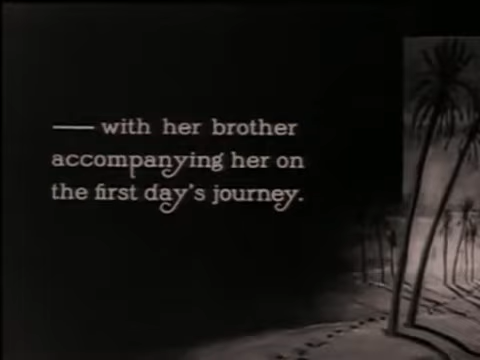 — with her brother
accompanying her on
the first day's journey.